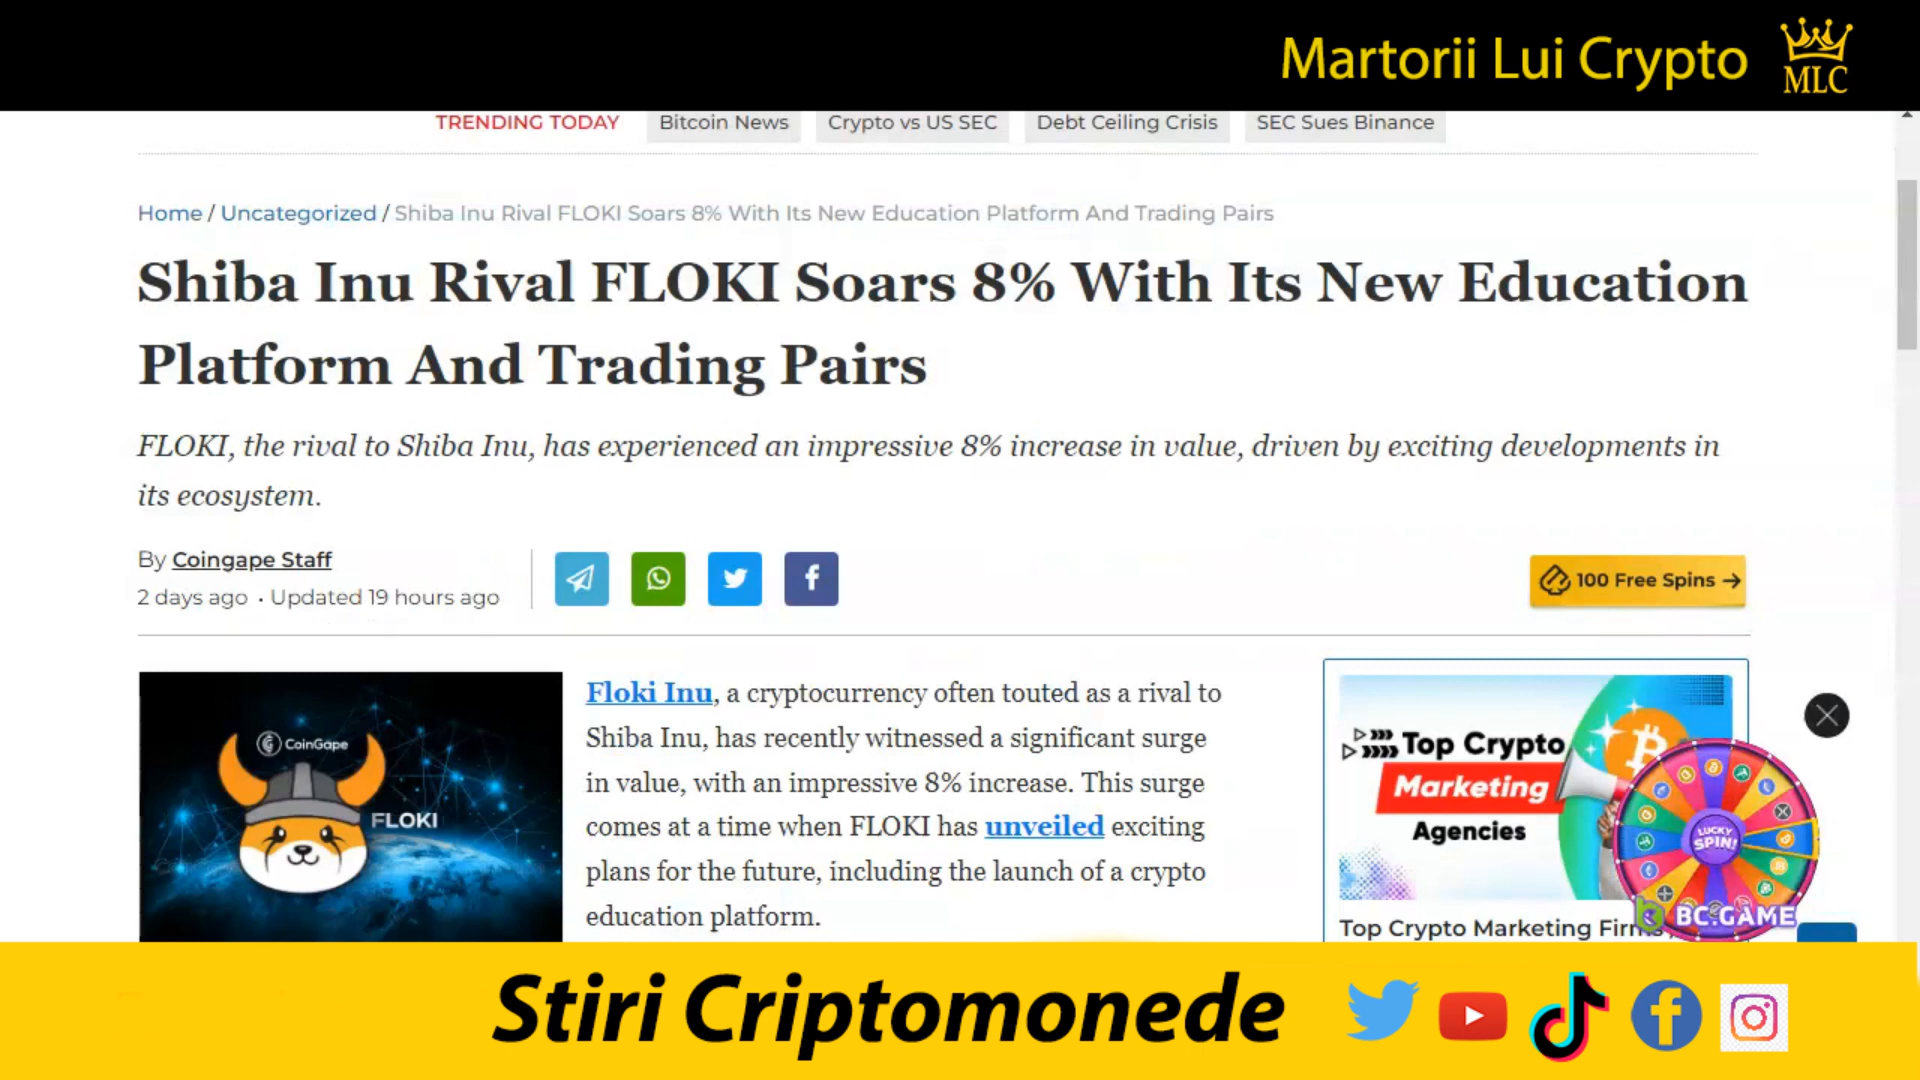 Martorii Lui Crypto
MLC
TRENDING TODAY Bitcoin News Crypto vs US SEC Debt Ceiling Crisis SEC Sues Binance
Home / Uncategorized / Shiba Inu Rival FLOKI Soars 8% With Its New Education Platform And Trading Pairs
Shiba Inu Rival FLOKI Soars 8% With Its New Education
Platform And Trading Pairs
FLOKI, the rival to Shiba Inu, has experienced an impressive 8% increase in value, driven by exciting developments in
its ecosystem.
By Coingape Staff
2 days ago • Updated 19 hours ago
100 Free Spins →
CoinGape
FLOKI
Floki Inu, a cryptocurrency often touted as a rival to
Shiba Inu, has recently witnessed a significant surge
in value, with an impressive 8% increase. This surge
comes at a time when FLOKI has unveiled exciting
plans for the future, including the launch of a crypto
education platform.
Top Crypto
Marketing
Agencies
LUCKY
SPIN!
BC.GAME
Top Crypto Marketing
Stiri Criptomonede